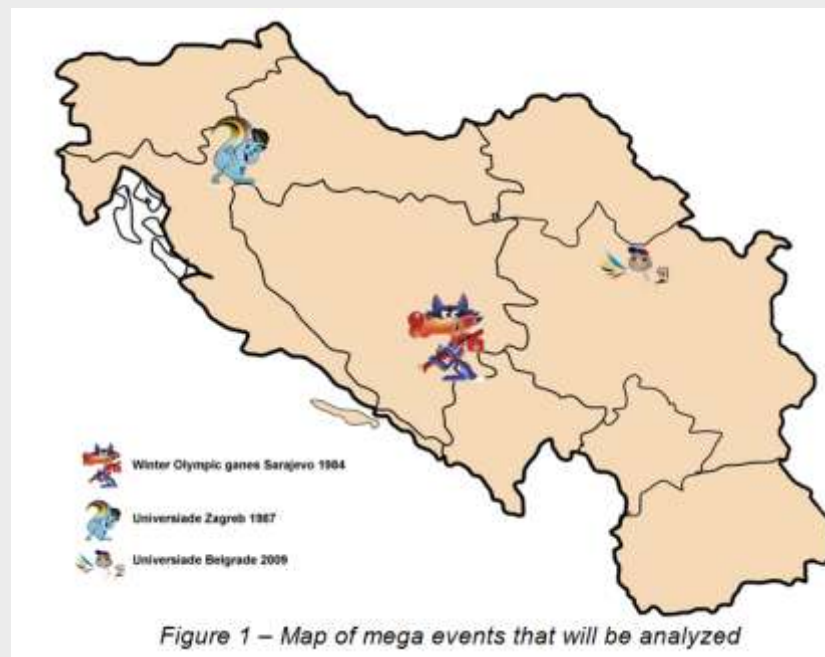 Winter Olympic ganes Sarajevo 1984
Universiade Zagreb 1987
Universiade Belgrade 2009
Figure 1 – Map of mega events that will be analyzed